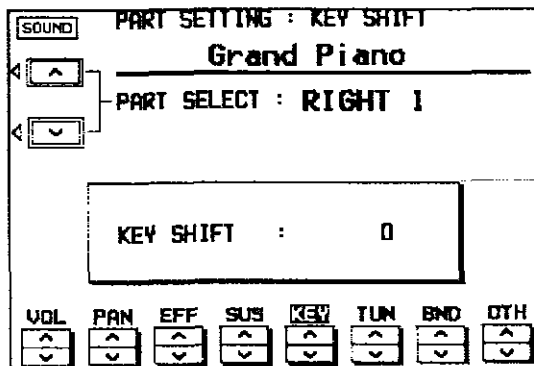 SOUND
PART SETTING : KEY SHIFT
Grand Piano
PART SELECT : RIGHT 1
KEY SHIFT : 0
VOL PAN EFF SUS KEY TUN BND OTH